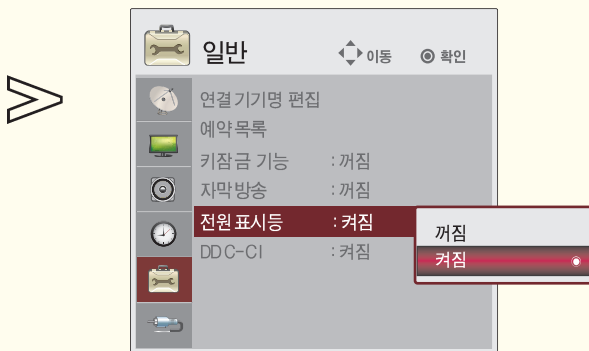 일반 이동 확인
연결기기명 편집
예약목록
키잠금 기능 : 꺼짐
자막방송 : 꺼짐
전원표시등 : 켜짐
DDC-CI : 켜짐
꺼짐
켜짐